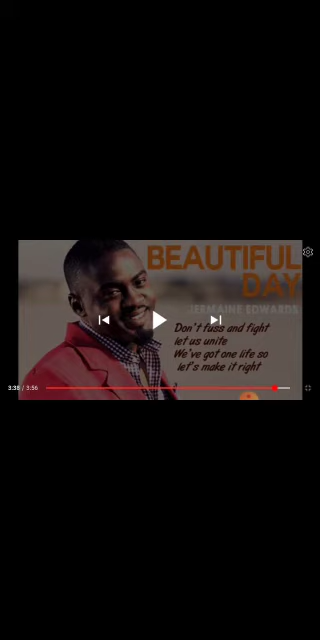 BEAUTIFUL
DAY
JERMAINE EDWARDS
Don't fuss and fight
let us unite
We've got one life so
let's make it right
3:38 / 3:56